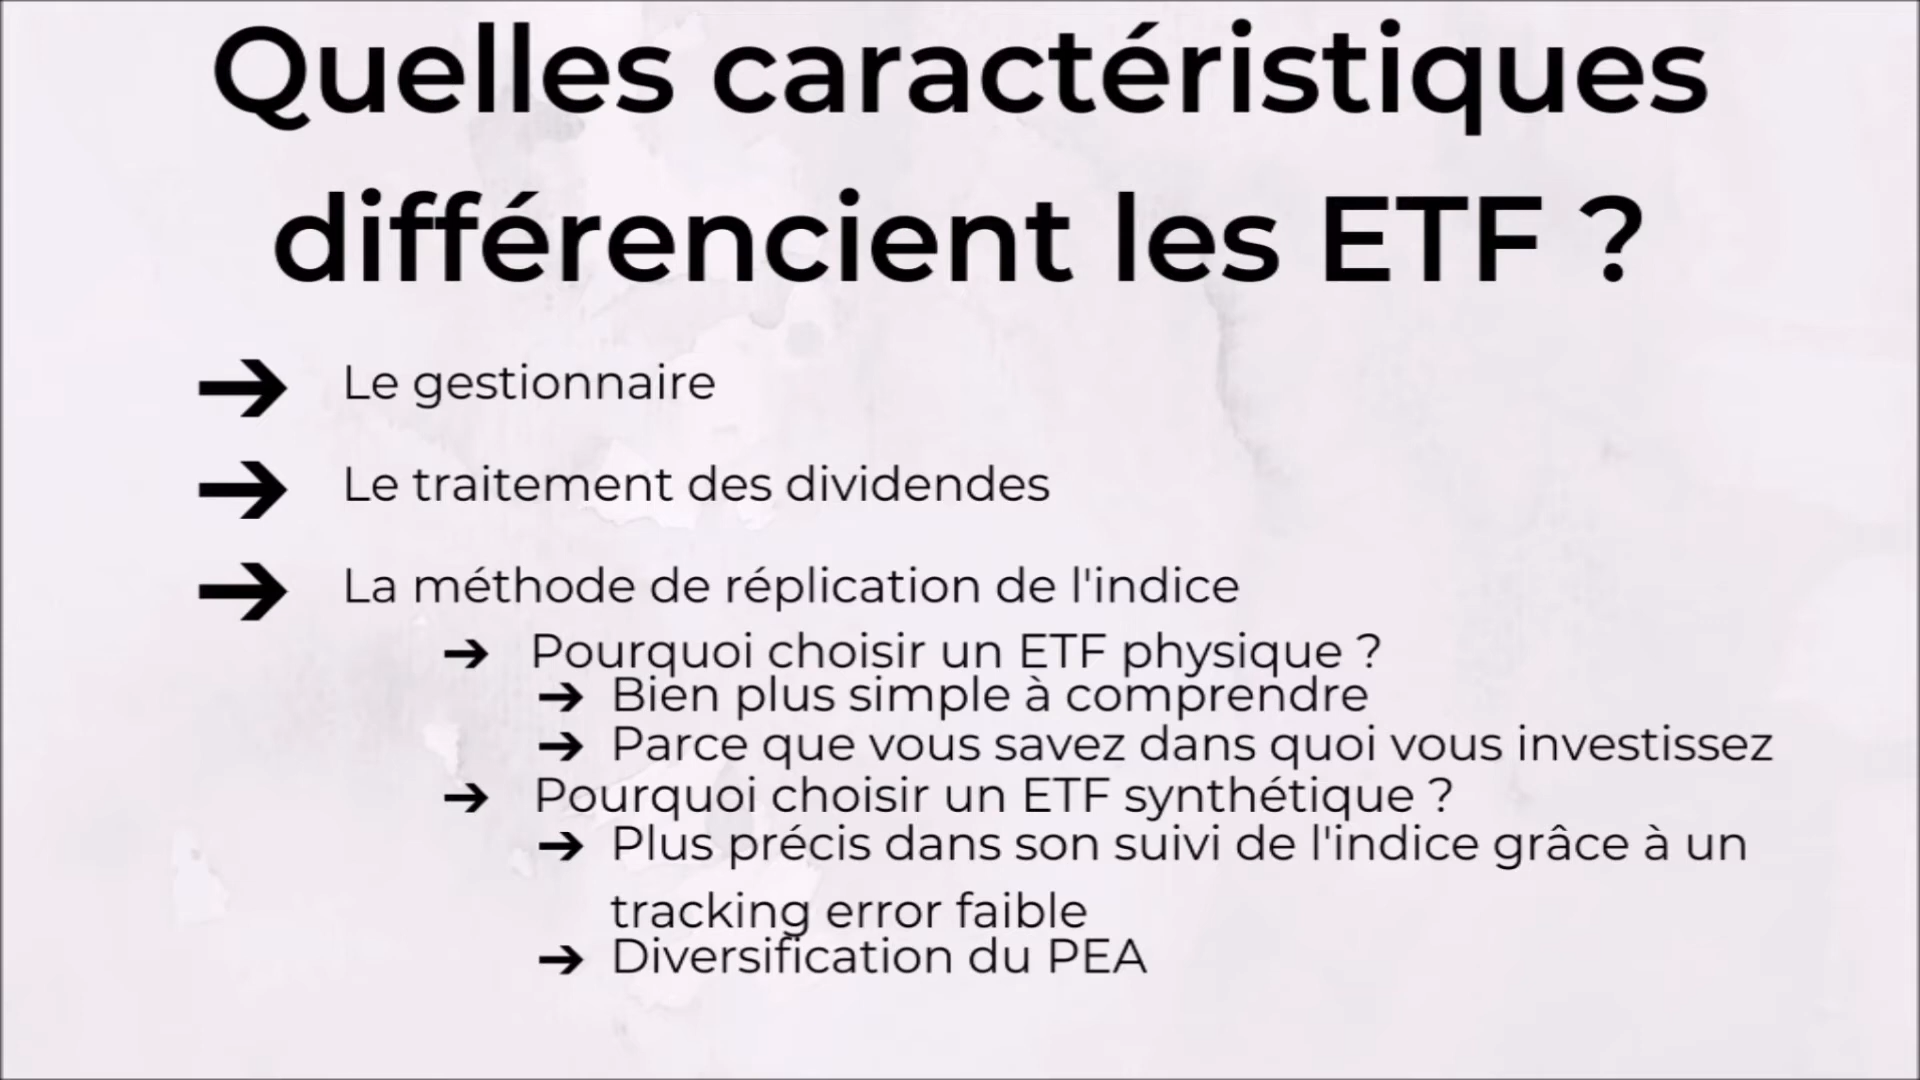 Quelles caractéristiques
différencient les ETF ?
➔ Le gestionnaire
➔ Le traitement des dividendes
➔ La méthode de réplication de l'indice
➔ Pourquoi choisir un ETF physique ?
➔ Bien plus simple à comprendre
➔ Parce que vous savez dans quoi vous investissez
➔ Pourquoi choisir un ETF synthétique ?
➔ Plus précis dans son suivi de l'indice grâce à un
tracking error faible
➔ Diversification du PEA